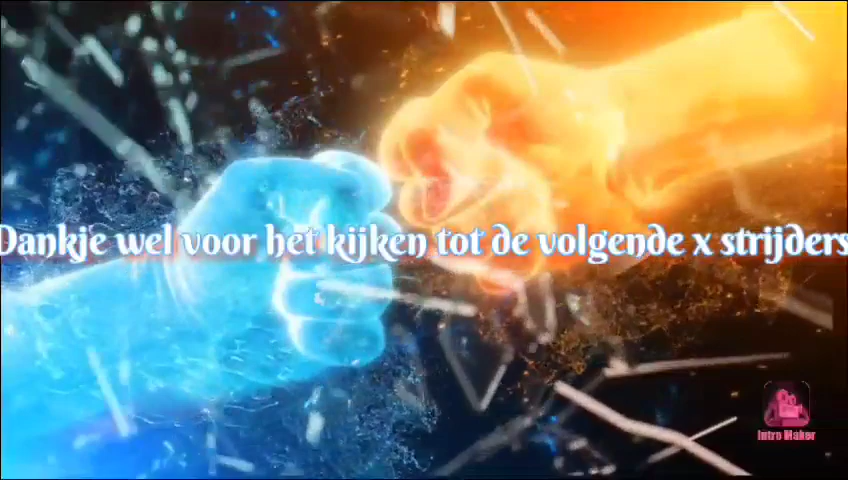 Dankje wel voor het kijken tot de volgende x strijders
Intro Maker